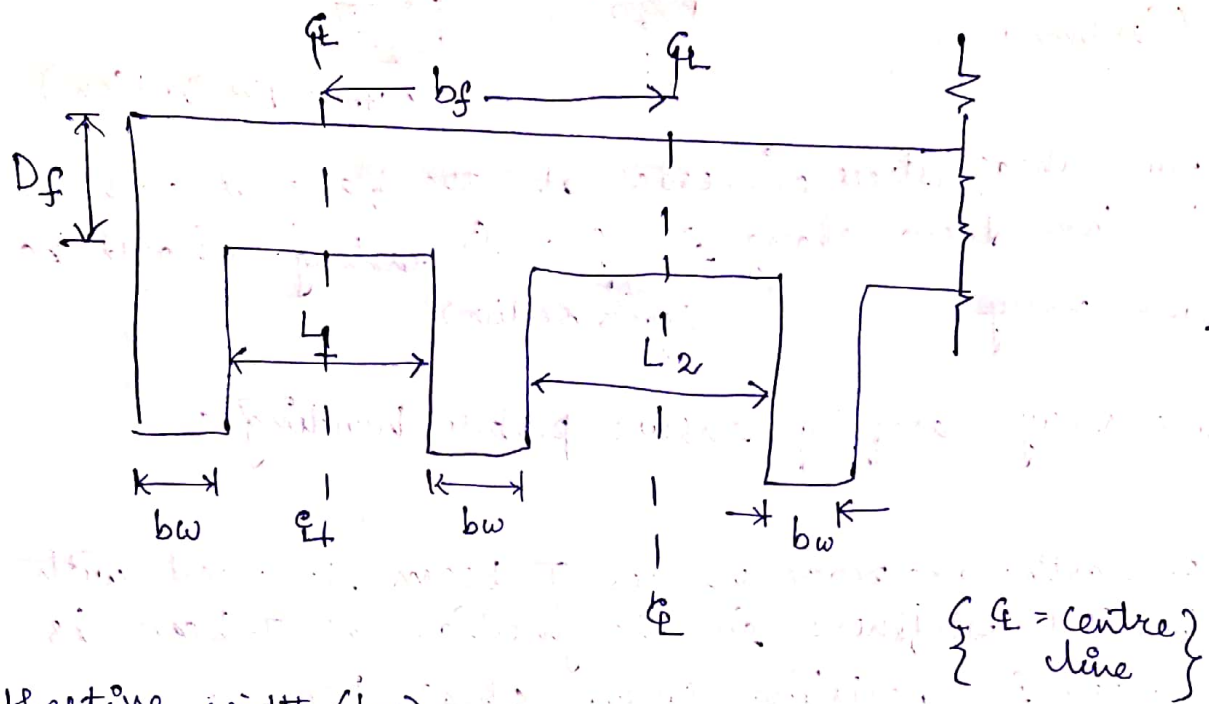 ℄ ℄
bf
Df
L1 L2
bw ℄ bw bw
℄
{ ℄ = centre line }